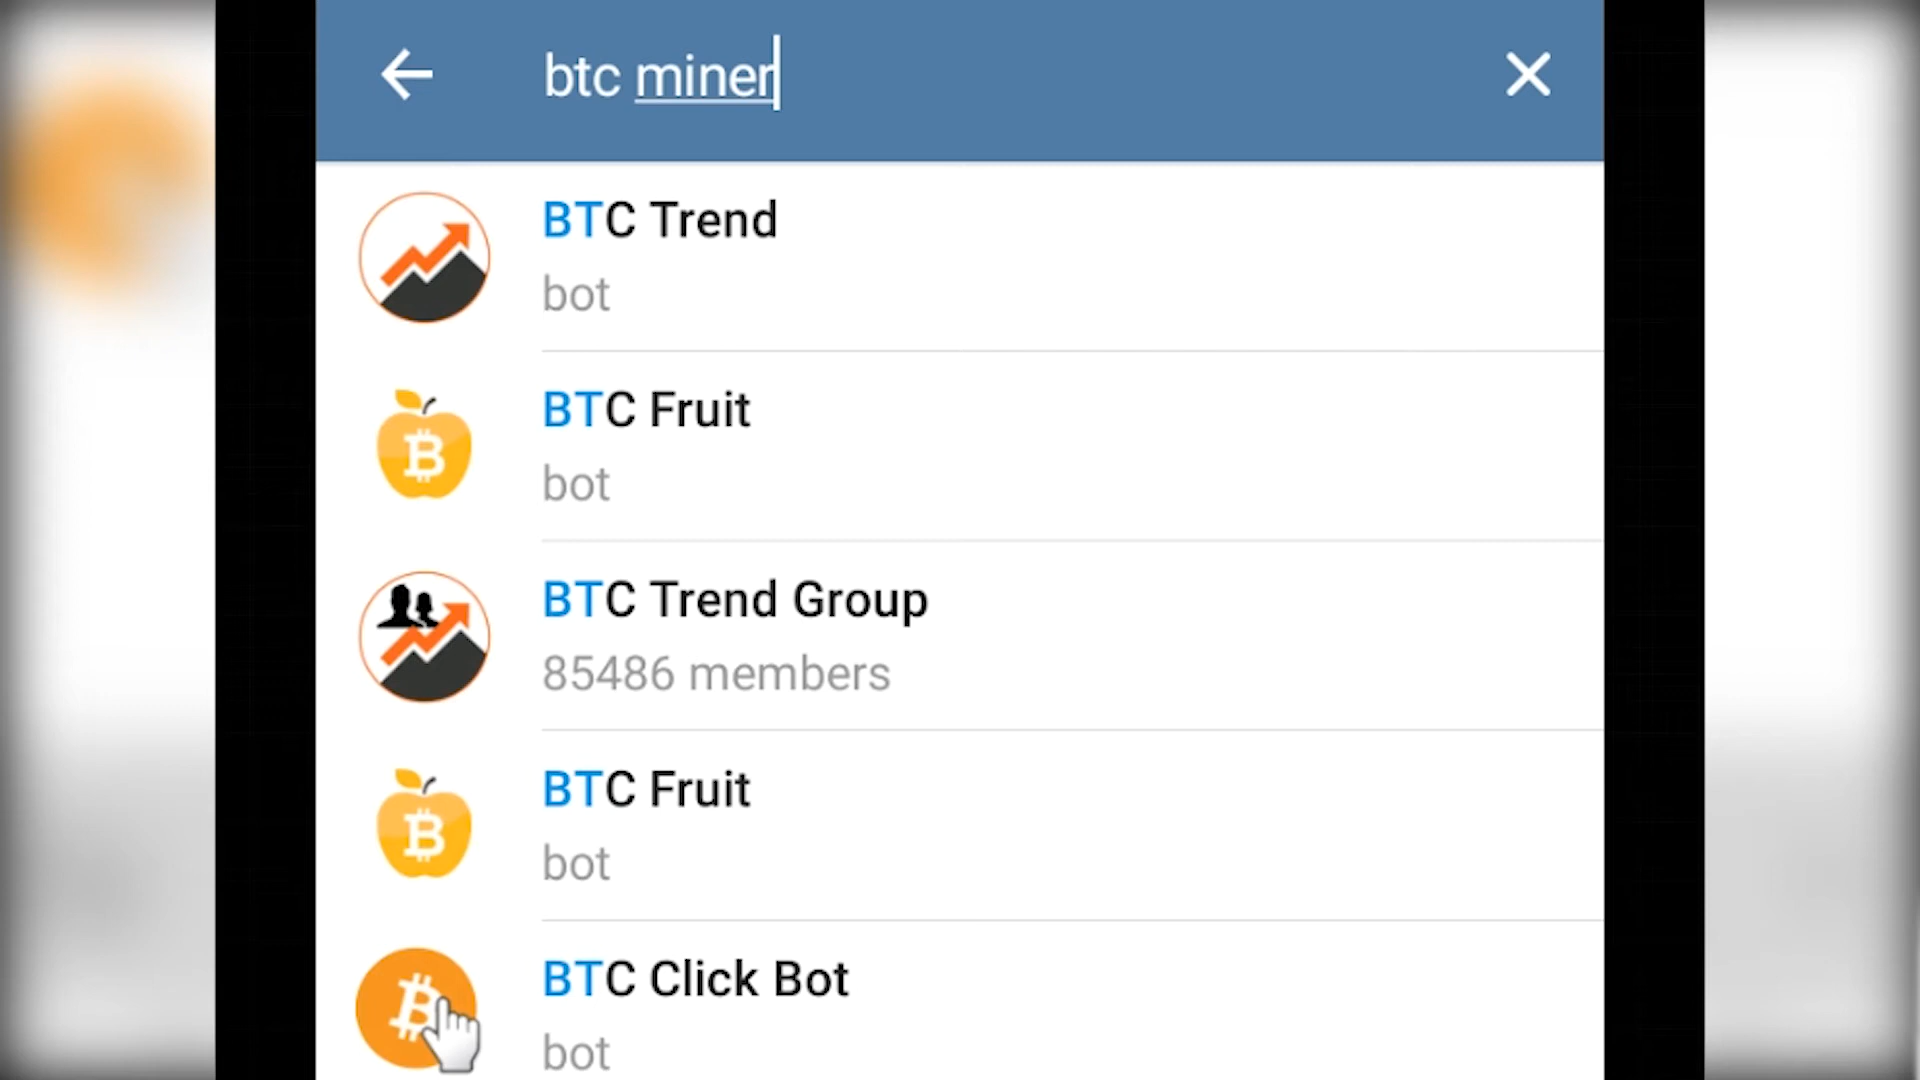 btc miner
BTC Trend
bot
BTC Fruit
bot
BTC Trend Group
85486 members
BTC Fruit
bot
BTC Click Bot
bot